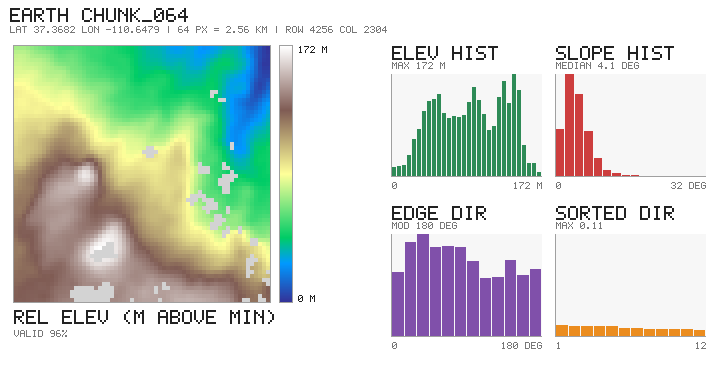 EARTH CHUNK_064
LAT 37.3682 LON -110.6479 | 64 PX = 2.56 KM | ROW 4256 COL 2304
172 M
0 M
REL ELEV (M ABOVE MIN)
VALID 96%
ELEV HIST
MAX 172 M
0 172 M
SLOPE HIST
MEDIAN 4.1 DEG
0 32 DEG
EDGE DIR
MOD 180 DEG
0 180 DEG
SORTED DIR
MAX 0.11
1 12